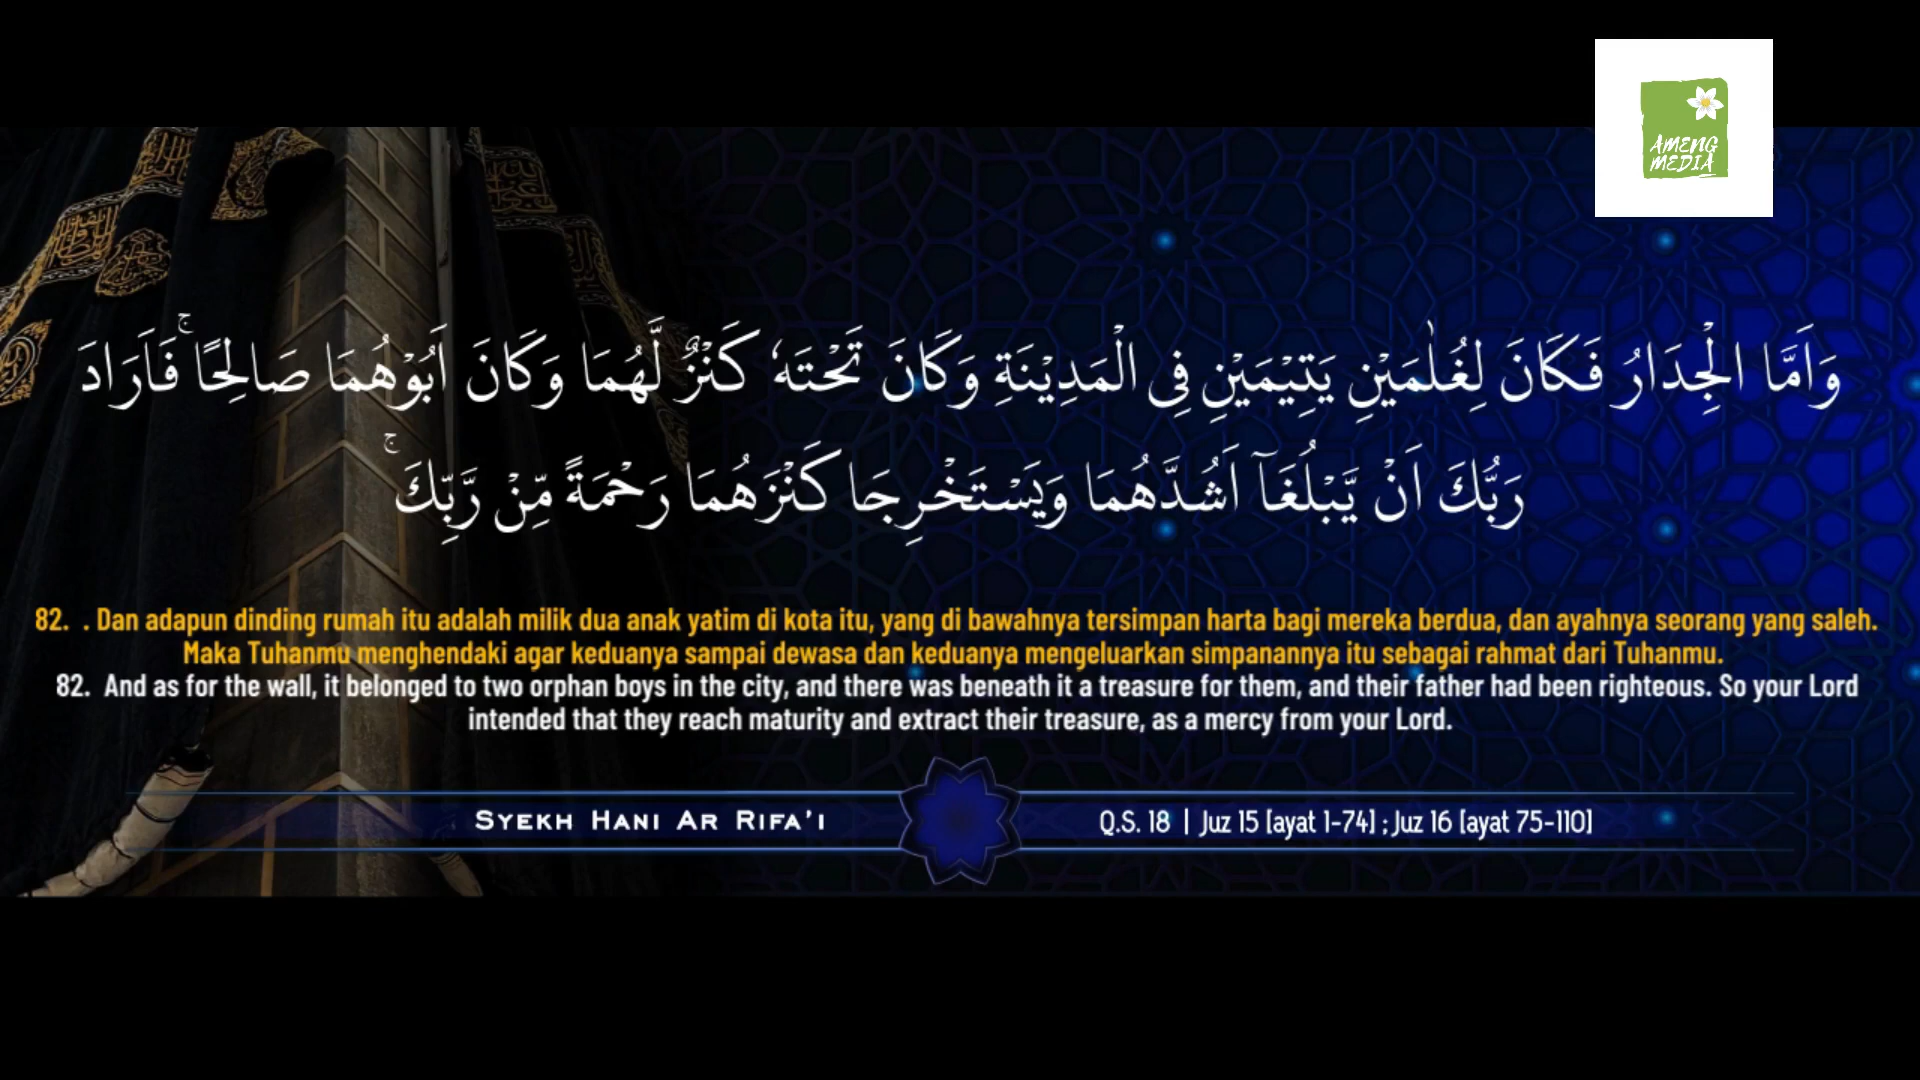 AMENG
MEDIA
وَاَمَّا الْجِدَارُ فَكَانَ لِغُلٰمَيْنِ يَتِيْمَيْنِ فِى الْمَدِيْنَةِ وَكَانَ تَحْتَهٗ كَنْزٌ لَّهُمَا وَكَانَ اَبُوْهُمَا صَالِحًا ۚفَاَرَادَ
رَبُّكَ اَنْ يَّبْلُغَآ اَشُدَّهُمَا وَيَسْتَخْرِجَا كَنْزَهُمَا رَحْمَةً مِّنْ رَّبِّكَ ۚ
82. . Dan adapun dinding rumah itu adalah milik dua anak yatim di kota itu, yang di bawahnya tersimpan harta bagi mereka berdua, dan ayahnya seorang yang saleh.
Maka Tuhanmu menghendaki agar keduanya sampai dewasa dan keduanya mengeluarkan simpanannya itu sebagai rahmat dari Tuhanmu.
82. And as for the wall, it belonged to two orphan boys in the city, and there was beneath it a treasure for them, and their father had been righteous. So your Lord
intended that they reach maturity and extract their treasure, as a mercy from your Lord.
Syekh Hani Ar Rifa'i
Q.S. 18 | Juz 15 [ayat 1-74] ; Juz 16 [ayat 75-110]